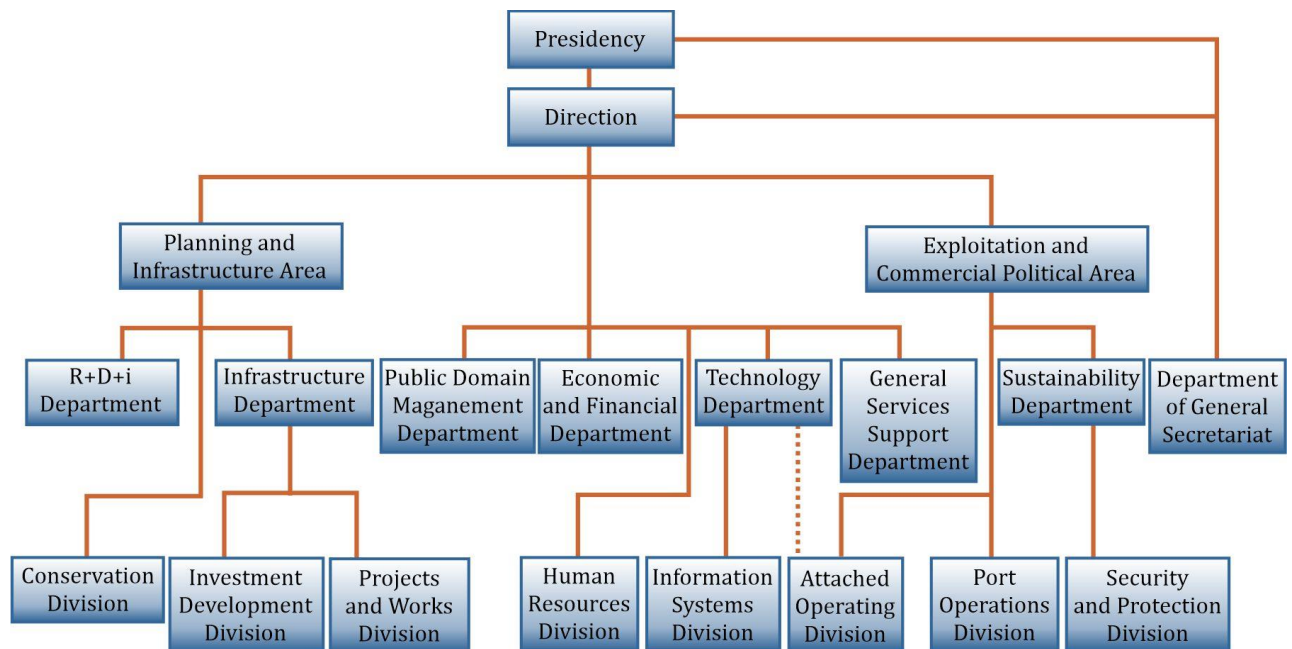 Presidency
Direction
Planning and
Infrastructure Area
Exploitation and
Commercial Political Area
R+D+i
Department
Infrastructure
Department
Public Domain
Maganement
Department
Economic
and Financial
Department
Technology
Department
General
Services
Support
Department
Sustainability
Department
Department
of General
Secretariat
Conservation
Division
Investment
Development
Division
Projects
and Works
Division
Human
Resources
Division
Information
Systems
Division
Attached
Operating
Division
Port
Operations
Division
Security
and Protection
Division